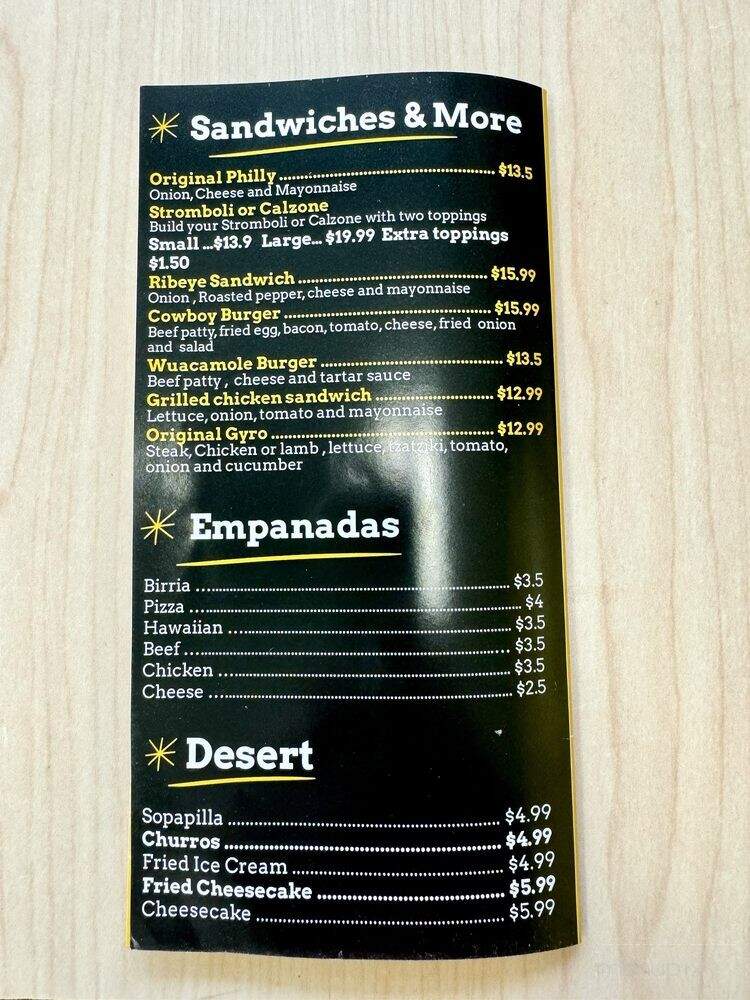 Sandwiches & More
Original Philly ........................ $13.5
Onion, Cheese and Mayonnaise
Stromboli or Calzone
Build your Stromboli or Calzone with two toppings
Small ...$13.9 Large... $19.99 Extra toppings
$1.50
Ribeye Sandwich ........................ $15.99
Onion , Roasted pepper, cheese and mayonnaise
Cowboy Burger ........................ $15.99
Beef patty, fried egg, bacon, tomato, cheese, fried onion
and salad
Wuacamole Burger ........................ $13.5
Beef patty , cheese and tartar sauce
Grilled chicken sandwich ........................ $12.99
Lettuce, onion, tomato and mayonnaise
Original Gyro ........................ $12.99
Steak, Chicken or lamb , lettuce, tzatziki, tomato,
onion and cucumber
Empanadas
Birria ........................ $3.5
Pizza ........................ $4
Hawaiian ........................ $3.5
Beef ........................ $3.5
Chicken ........................ $3.5
Cheese ........................ $2.5
Desert
Sopapilla ........................ $4.99
Churros ........................ $4.99
Fried Ice Cream ........................ $4.99
Fried Cheesecake ........................ $5.99
Cheesecake ........................ $5.99